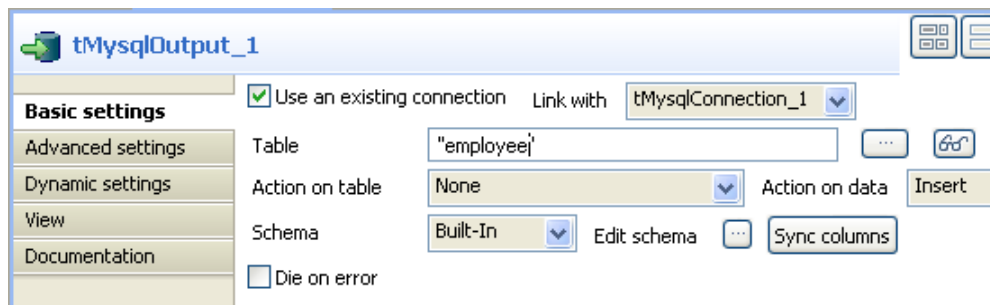 tMysqlOutput_1
Basic settings
Advanced settings
Dynamic settings
View
Documentation
Use an existing connection Link with tMysqlConnection_1
Table "employee" ...
Action on table None Action on data Insert
Schema Built-In Edit schema ... Sync columns
Die on error